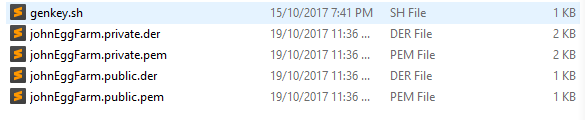 genkey.sh 15/10/2017 7:41 PM SH File 1 KB
johnEggFarm.private.der 19/10/2017 11:36 ... DER File 2 KB
johnEggFarm.private.pem 19/10/2017 11:36 ... PEM File 2 KB
johnEggFarm.public.der 19/10/2017 11:36 ... DER File 1 KB
johnEggFarm.public.pem 19/10/2017 11:36 ... PEM File 1 KB